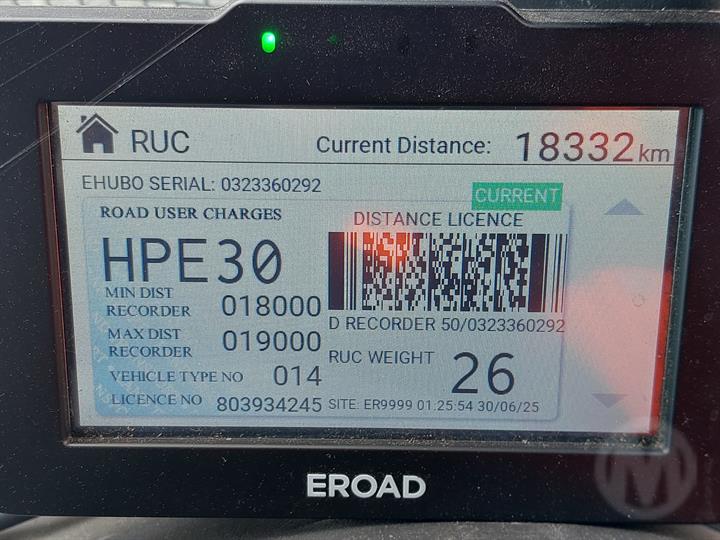 RUC Current Distance: 18332 km
EHUBO SERIAL: 0323360292
CURRENT
ROAD USER CHARGES
DISTANCE LICENCE
HPE30
MIN DIST RECORDER 018000
D RECORDER 50/0323360292
MAX DIST RECORDER 019000
RUC WEIGHT 26
VEHICLE TYPE NO 014
LICENCE NO 803934245
SITE: ER9999 01:25:54 30/06/25
EROAD
M